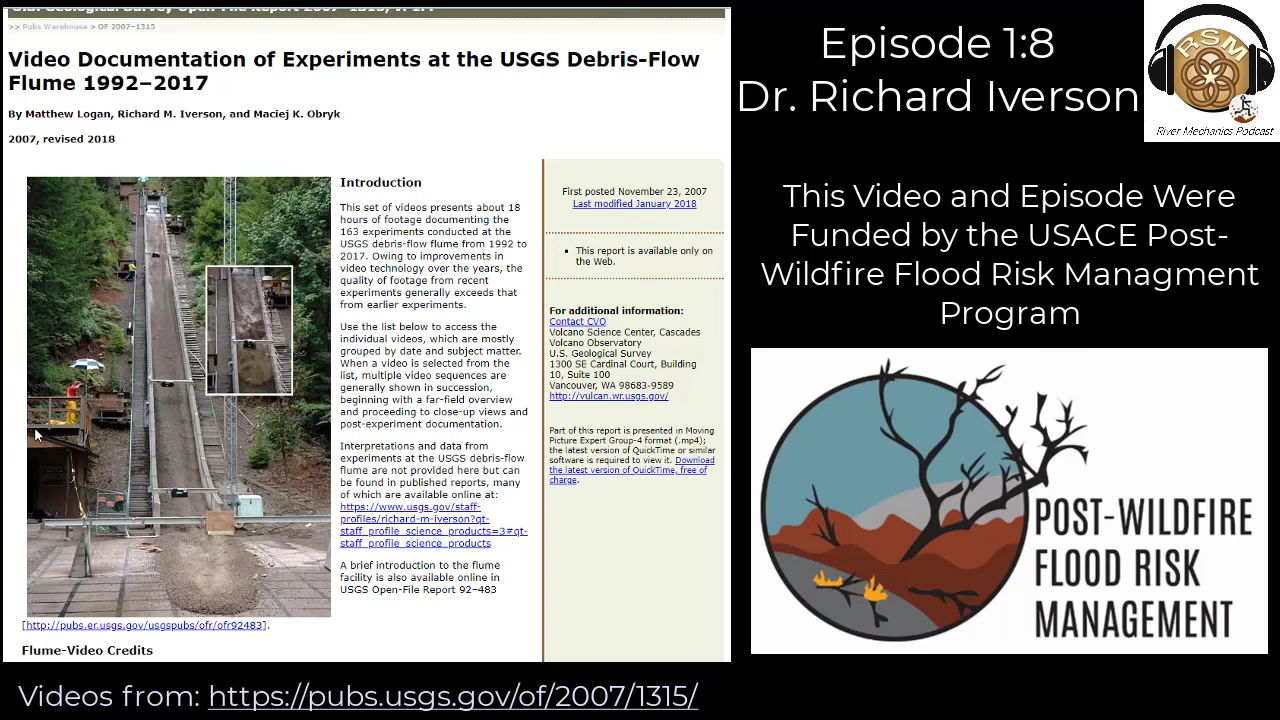 U.S. Geological Survey Open-File Report 2007–1315, v. 1.4
>> Pubs Warehouse > OF 2007–1315
Video Documentation of Experiments at the USGS Debris-Flow
Flume 1992–2017
By Matthew Logan, Richard M. Iverson, and Maciej K. Obryk
2007, revised 2018
Introduction
This set of videos presents about 18
hours of footage documenting the
163 experiments conducted at the
USGS debris-flow flume from 1992 to
2017. Owing to improvements in
video technology over the years, the
quality of footage from recent
experiments generally exceeds that
from earlier experiments.
Use the list below to access the
individual videos, which are mostly
grouped by date and subject matter.
When a video is selected from the
list, multiple video sequences are
generally shown in succession,
beginning with a far-field overview
and proceeding to close-up views and
post-experiment documentation.
Interpretations and data from
experiments at the USGS debris-flow
flume are not provided here but can
be found in published reports, many
of which are available online at:
https://www.usgs.gov/staff-
profiles/richard-m-iverson?qt-
staff_profile_science_products=3#qt-
staff_profile_science_products
A brief introduction to the flume
facility is also available online in
USGS Open-File Report 92–483
[http://pubs.er.usgs.gov/usgspubs/ofr/ofr92483].
Flume-Video Credits
First posted November 23, 2007
Last modified January 2018
This report is available only on
the Web.
For additional information:
Contact CVO
Volcano Science Center, Cascades
Volcano Observatory
U.S. Geological Survey
1300 SE Cardinal Court, Building
10, Suite 100
Vancouver, WA 98683-9589
http://vulcan.wr.usgs.gov/
Part of this report is presented in Moving
Picture Expert Group-4 format (.mp4);
the latest version of QuickTime or similar
software is required to view it. Download
the latest version of QuickTime, free of
charge.
Episode 1:8
Dr. Richard Iverson
RSM
River Mechanics Podcast
This Video and Episode Were
Funded by the USACE Post-
Wildfire Flood Risk Managment
Program
POST-WILDFIRE
FLOOD RISK
MANAGEMENT
Videos from: https://pubs.usgs.gov/of/2007/1315/